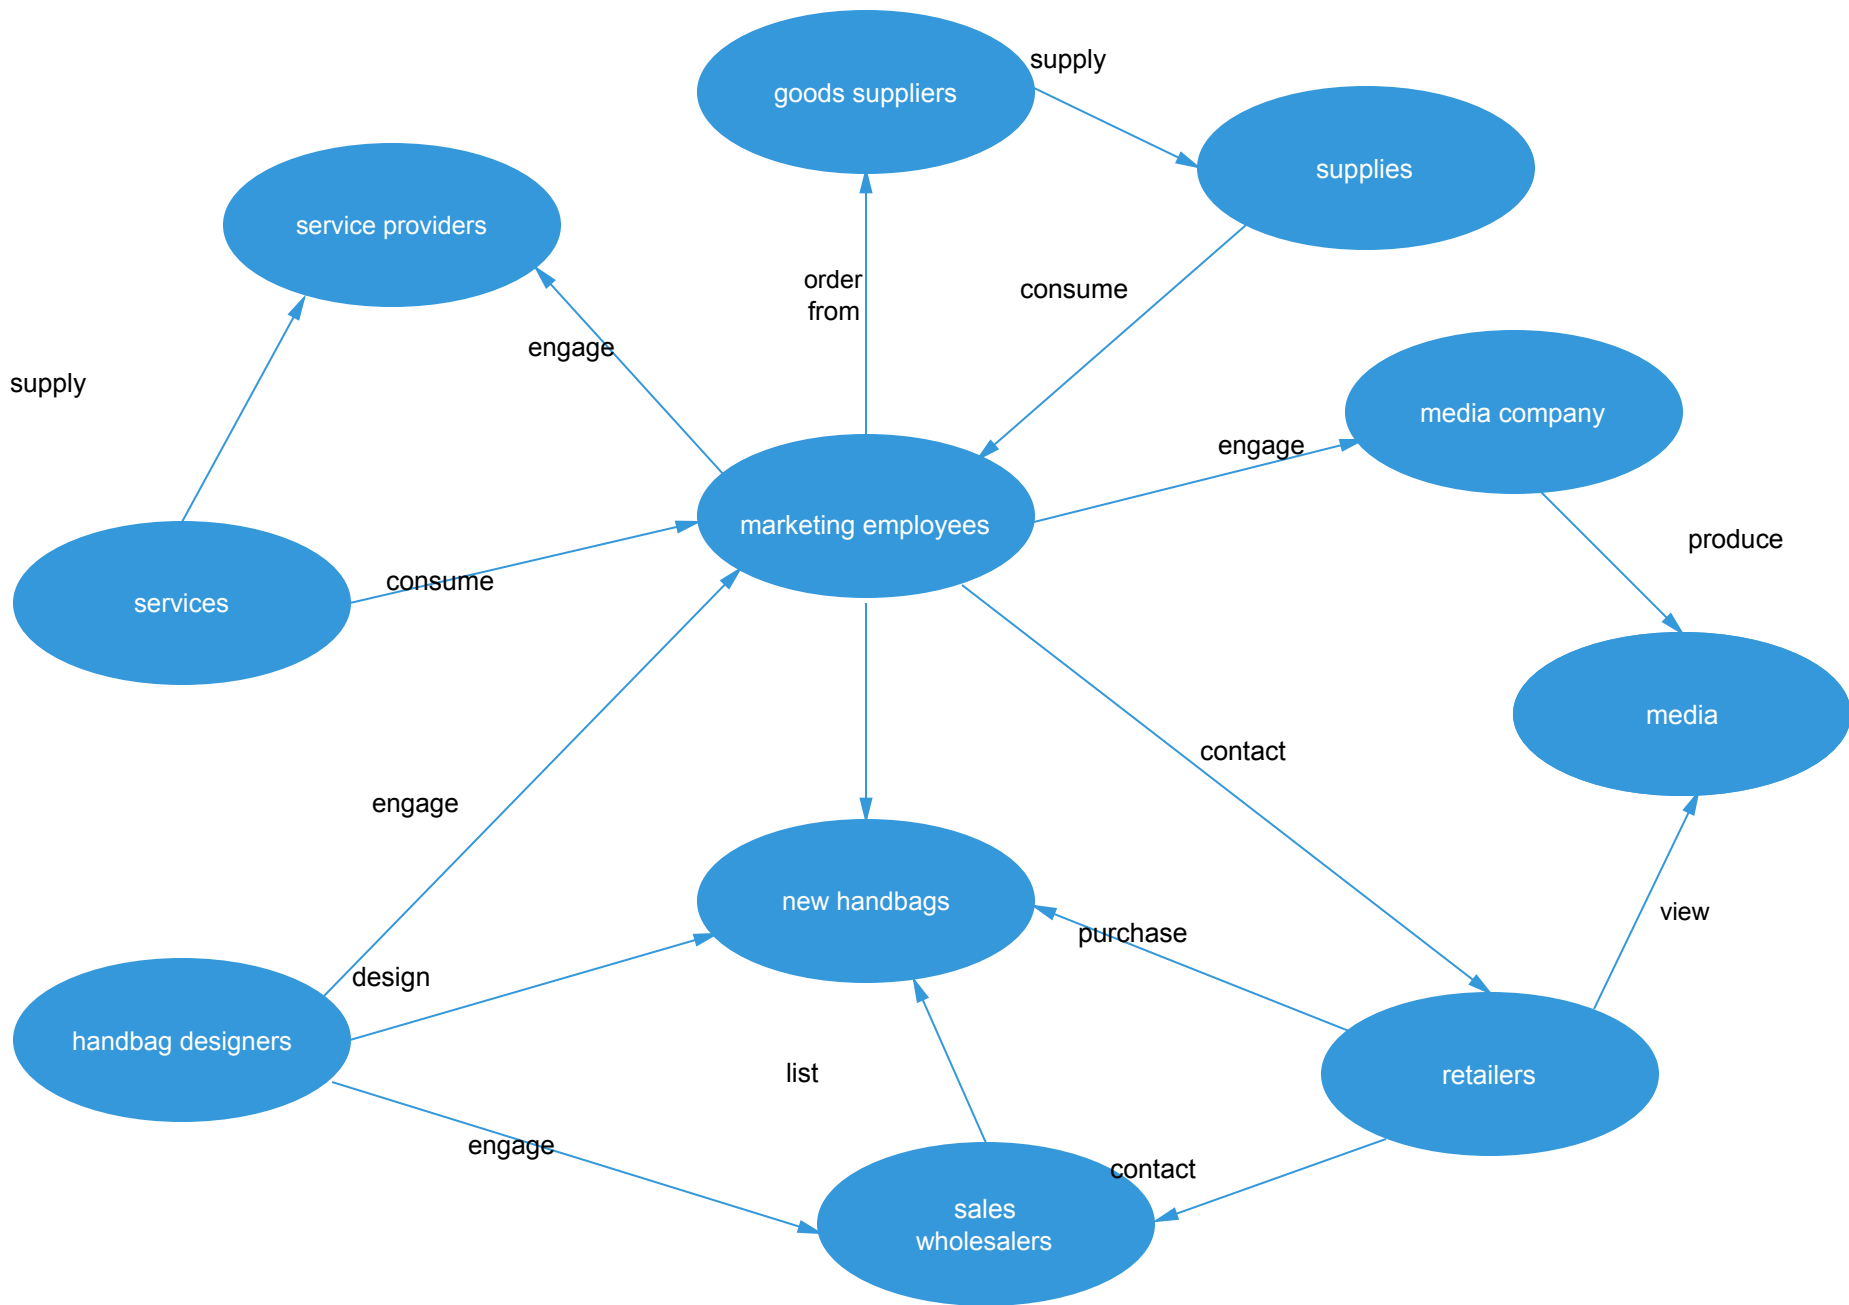 supply
goods suppliers
supplies
service providers
order
from
consume
engage
supply
media company
engage
marketing employees
produce
consume
services
media
contact
engage
new handbags
view
purchase
design
handbag designers
list
retailers
engage
contact
sales
wholesalers